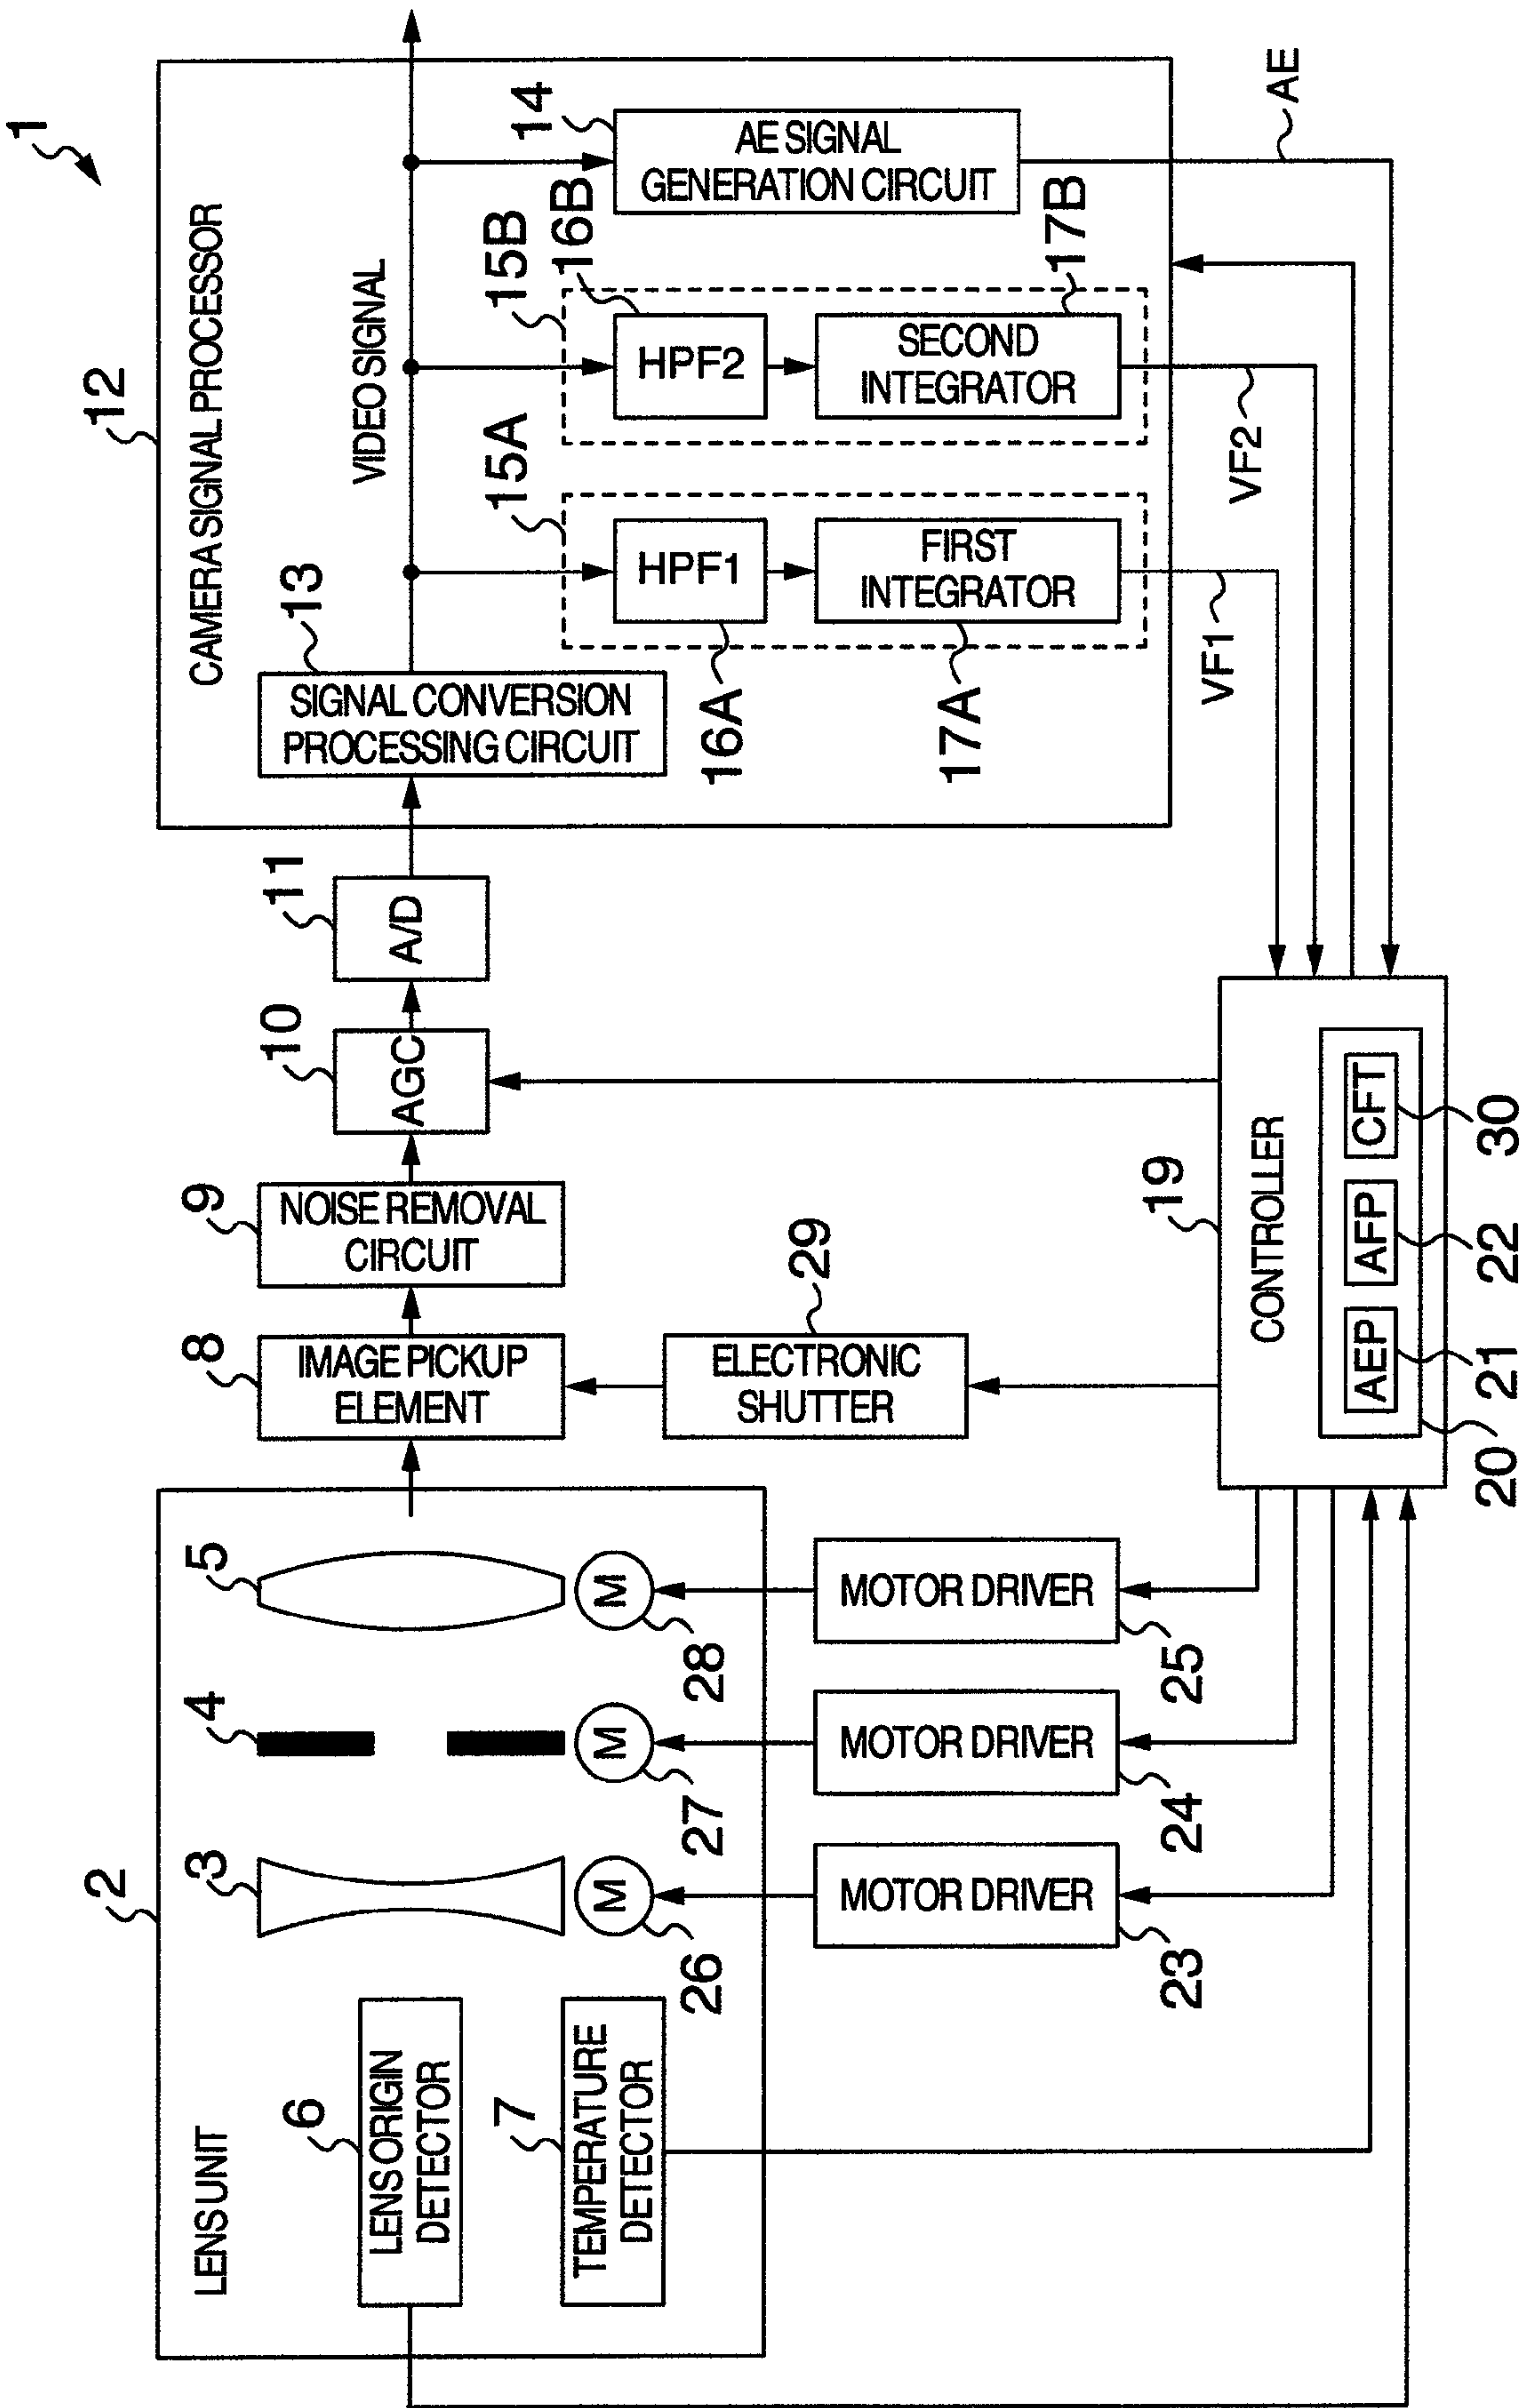 1
2
LENS UNIT
3
4
5
6
LENS ORIGIN
DETECTOR
7
TEMPERATURE
DETECTOR
M
26
M
27
M
28
MOTOR DRIVER
23
MOTOR DRIVER
24
MOTOR DRIVER
25
8
IMAGE PICKUP
ELEMENT
9
NOISE REMOVAL
CIRCUIT
10
AGC
11
A/D
ELECTRONIC
SHUTTER
29
12
CAMERA SIGNAL PROCESSOR
13
SIGNAL CONVERSION
PROCESSING CIRCUIT
VIDEO SIGNAL
15A
HPF1
16A
FIRST
INTEGRATOR
17A
15B
16B
HPF2
SECOND
INTEGRATOR
17B
14
AE SIGNAL
GENERATION CIRCUIT
VF1
VF2
AE
19
CONTROLLER
AEP
AFP
CFT
20
21
22
30